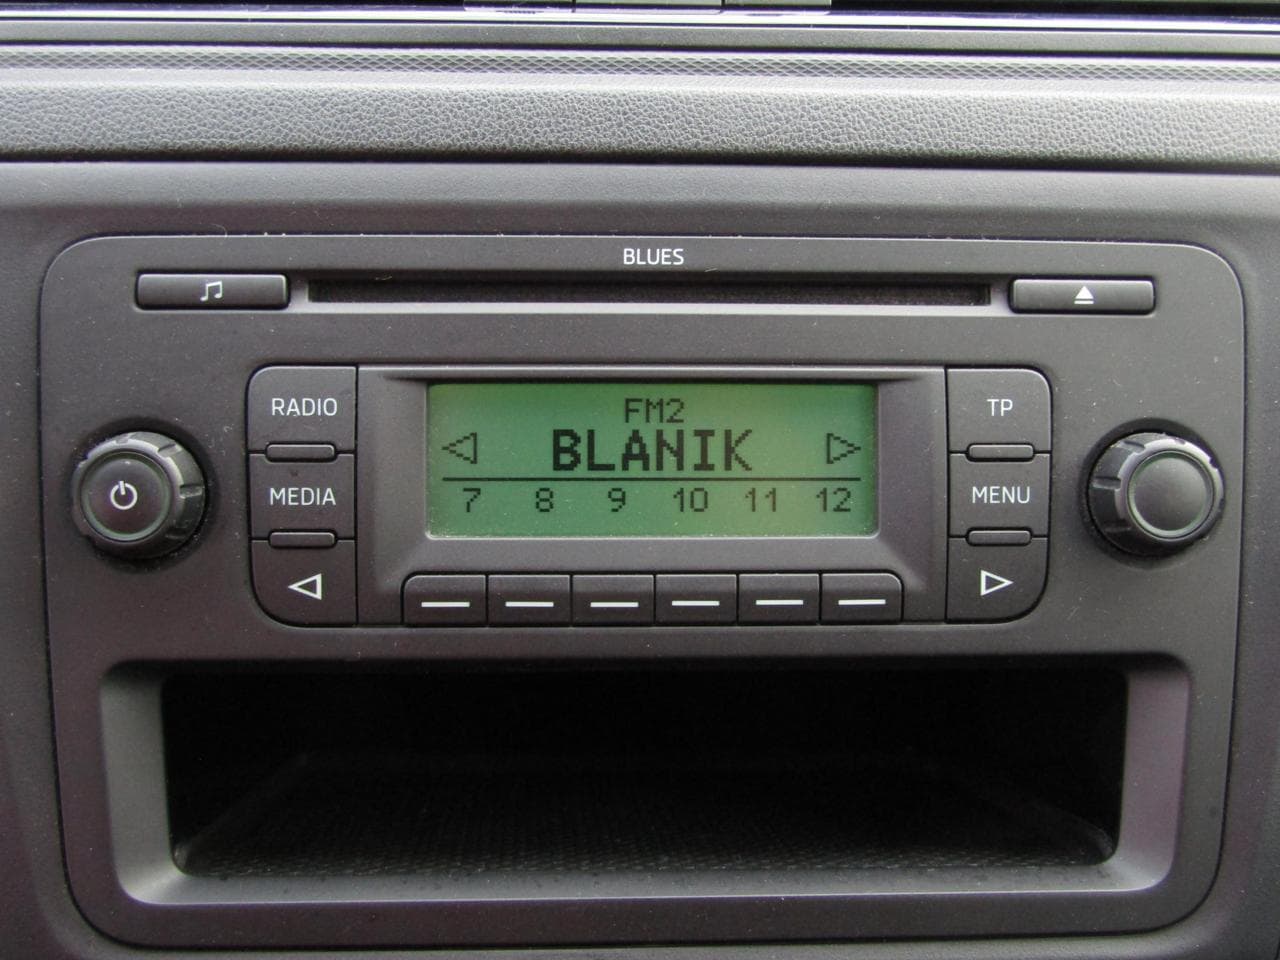 BLUES
RADIO
MEDIA
FM2
BLANIK
7 8 9 10 11 12
TP
MENU